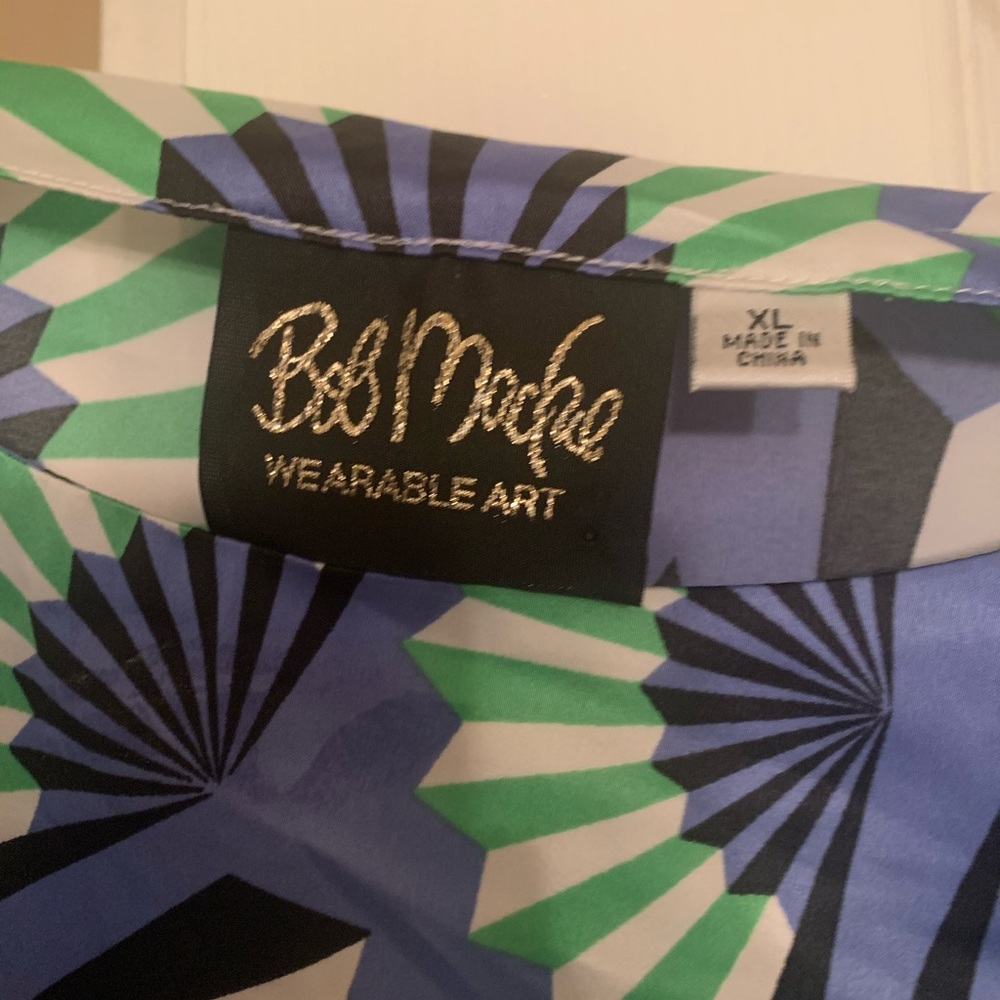 Bob Mackie
WEARABLE ART
XL
MADE IN
CHINA